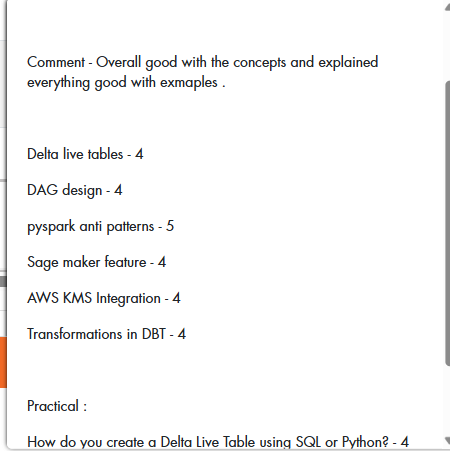 Comment - Overall good with the concepts and explained
everything good with exmaples .
Delta live tables - 4
DAG design - 4
pyspark anti patterns - 5
Sage maker feature - 4
AWS KMS Integration - 4
Transformations in DBT - 4
Practical :
How do you create a Delta Live Table using SQL or Python? - 4